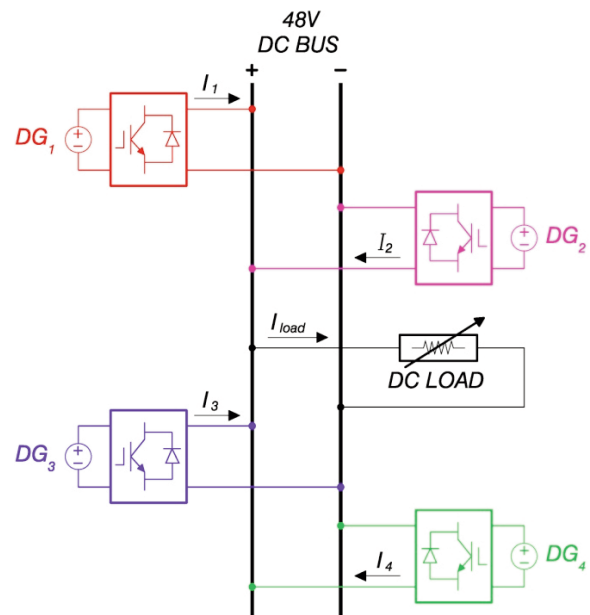 48V
DC BUS
+ −
I1
DG1
DG2
I2
Iload
DC LOAD
I3
DG3
I4
DG4